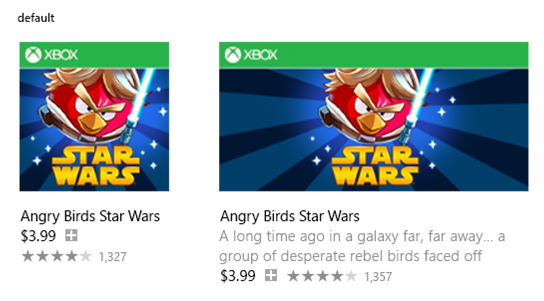 default
XBOX
STAR
WARS
Angry Birds Star Wars
$3.99
1,327
XBOX
STAR
WARS
Angry Birds Star Wars
A long time ago in a galaxy far, far away... a
group of desperate rebel birds faced off
$3.99 1,357